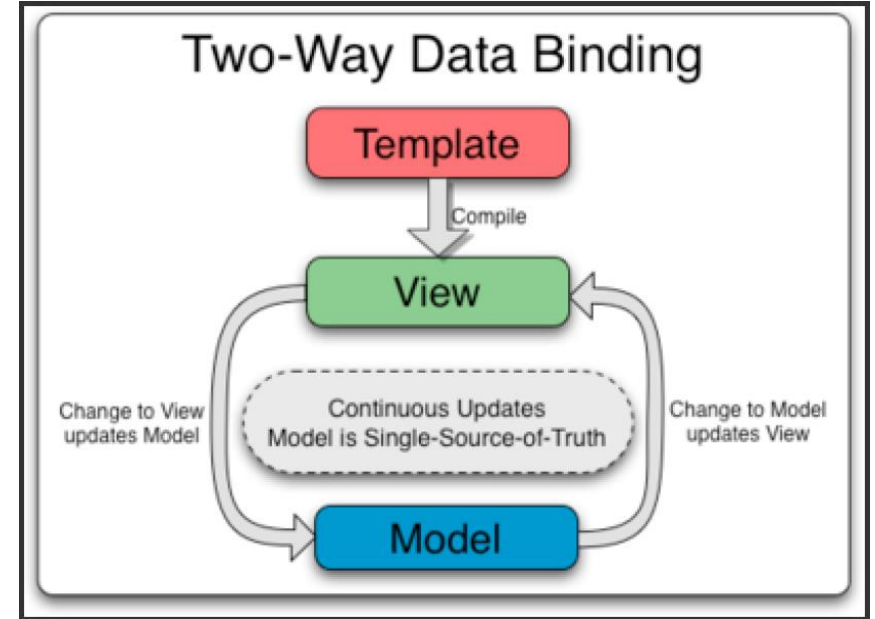 Two-Way Data Binding
Template
Compile
View
Change to View
updates Model
Continuous Updates
Model is Single-Source-of-Truth
Change to Model
updates View
Model